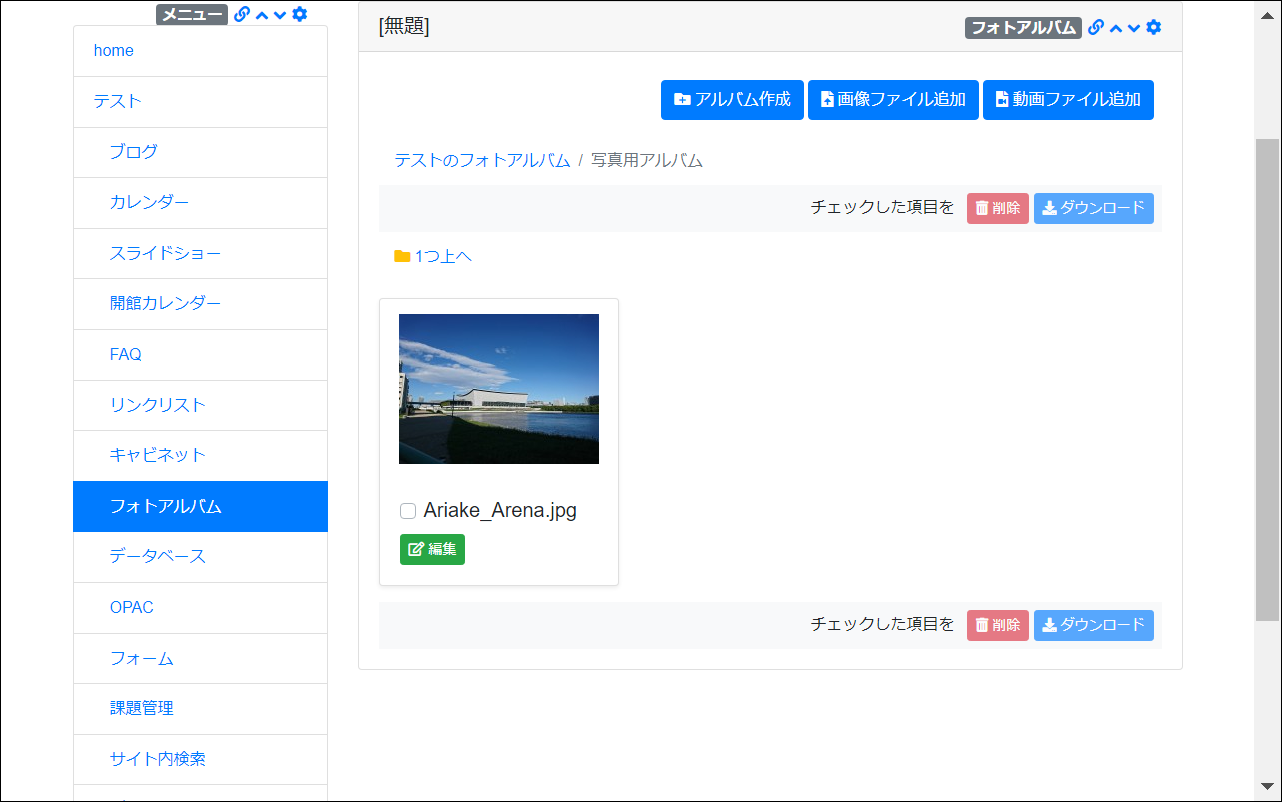 メニュー
home
テスト
ブログ
カレンダー
スライドショー
開館カレンダー
FAQ
リンクリスト
キャビネット
フォトアルバム
データベース
OPAC
フォーム
課題管理
サイト内検索
[無題]
フォトアルバム
アルバム作成 画像ファイル追加 動画ファイル追加
テストのフォトアルバム / 写真用アルバム
チェックした項目を 削除 ダウンロード
1つ上へ
Ariake_Arena.jpg
編集
チェックした項目を 削除 ダウンロード